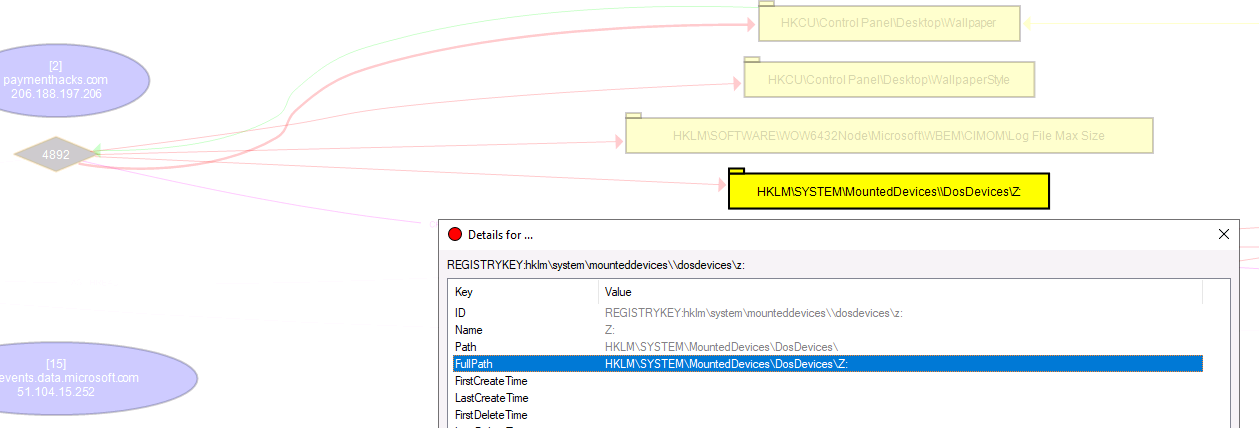 HKCU\Control Panel\Desktop\Wallpaper
[2]
paymenthacks.com
206.188.197.206
HKCU\Control Panel\Desktop\WallpaperStyle
HKLM\SOFTWARE\WOW6432Node\Microsoft\WBEM\CIMOM\Log File Max Size
4892
HKLM\SYSTEM\MountedDevices\\DosDevices\Z:
Details for ...
REGISTRYKEY:hklm\system\mounteddevices\\dosdevices\z:
Key Value
ID REGISTRYKEY:hklm\system\mounteddevices\\dosdevices\z:
Name Z:
Path HKLM\SYSTEM\MountedDevices\DosDevices\
FullPath HKLM\SYSTEM\MountedDevices\DosDevices\Z:
FirstCreateTime
LastCreateTime
FirstDeleteTime
[15]
events.data.microsoft.com
51.104.15.252